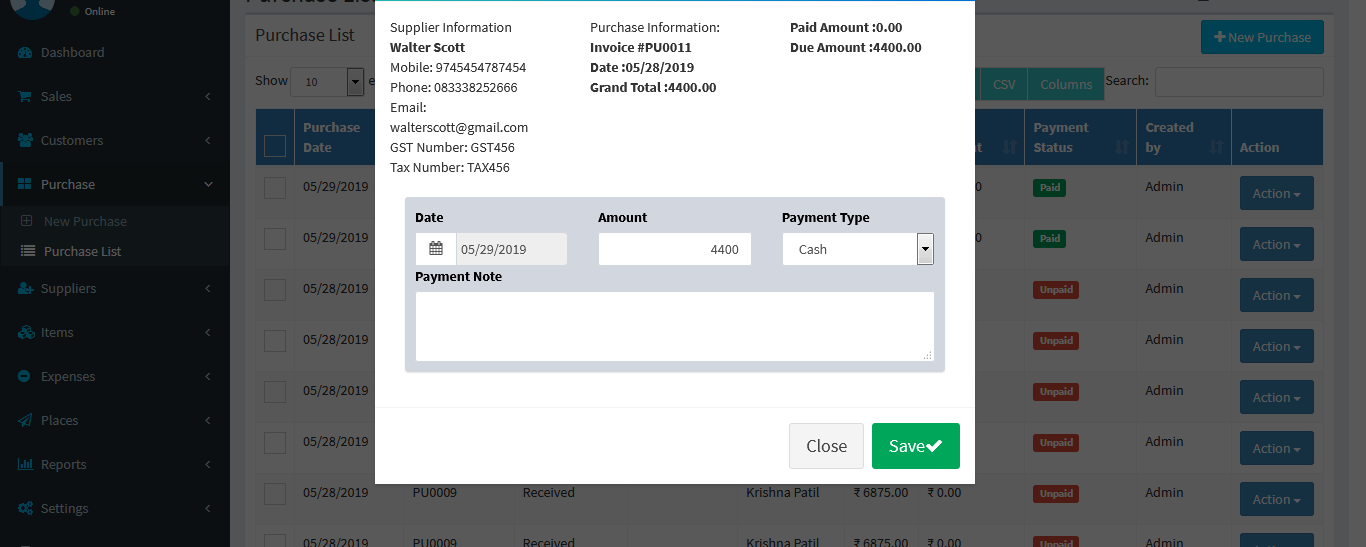 Online
Dashboard
Sales
Customers
Purchase
New Purchase
Purchase List
Suppliers
Items
Expenses
Places
Reports
Settings
Purchase List
New Purchase
Show 10
CSV Columns Search:
Purchase Date
Payment Status
Created by
Action
05/29/2019 Paid Admin Action
05/29/2019 Paid Admin Action
05/28/2019 Unpaid Admin Action
05/28/2019 Unpaid Admin Action
05/28/2019 Unpaid Admin Action
05/28/2019 Unpaid Admin Action
05/28/2019 PU0009 Received Krishna Patil ₹ 6875.00 ₹ 0.00 Unpaid Admin Action
05/28/2019 PU0009 Received Krishna Patil ₹ 6875.00 ₹ 0.00 Admin
Supplier Information
Walter Scott
Mobile: 9745454787454
Phone: 083338252666
Email:
walterscott@gmail.com
GST Number: GST456
Tax Number: TAX456
Purchase Information:
Invoice #PU0011
Date :05/28/2019
Grand Total :4400.00
Paid Amount :0.00
Due Amount :4400.00
Date Amount Payment Type
05/29/2019 4400 Cash
Payment Note
Close Save